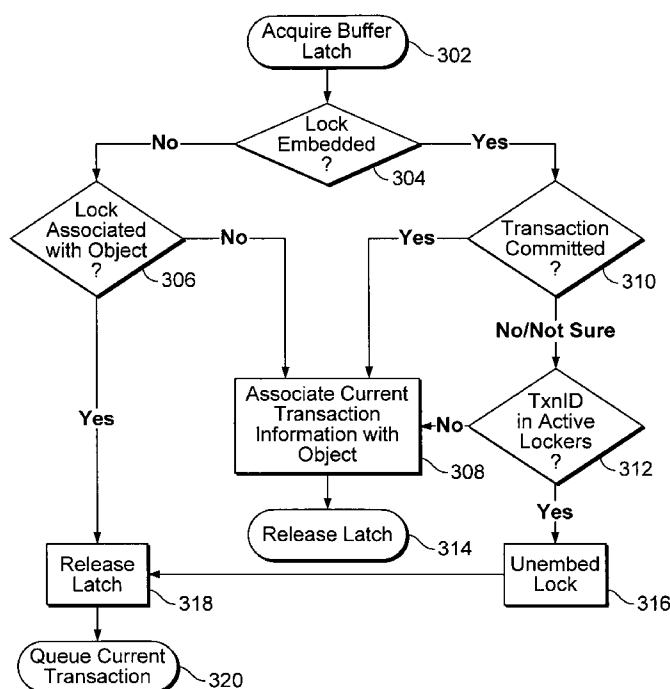 Acquire Buffer
Latch
302
Lock
Embedded
?
304
No
Yes
Lock
Associated
with Object
?
306
No
Yes
Transaction
Committed
?
310
No/Not Sure
Associate Current
Transaction
Information with
Object
308
No
TxnID
in Active
Lockers
?
312
Yes
Yes
Release Latch
314
Release
Latch
318
Unembed
Lock
316
Queue Current
Transaction
320